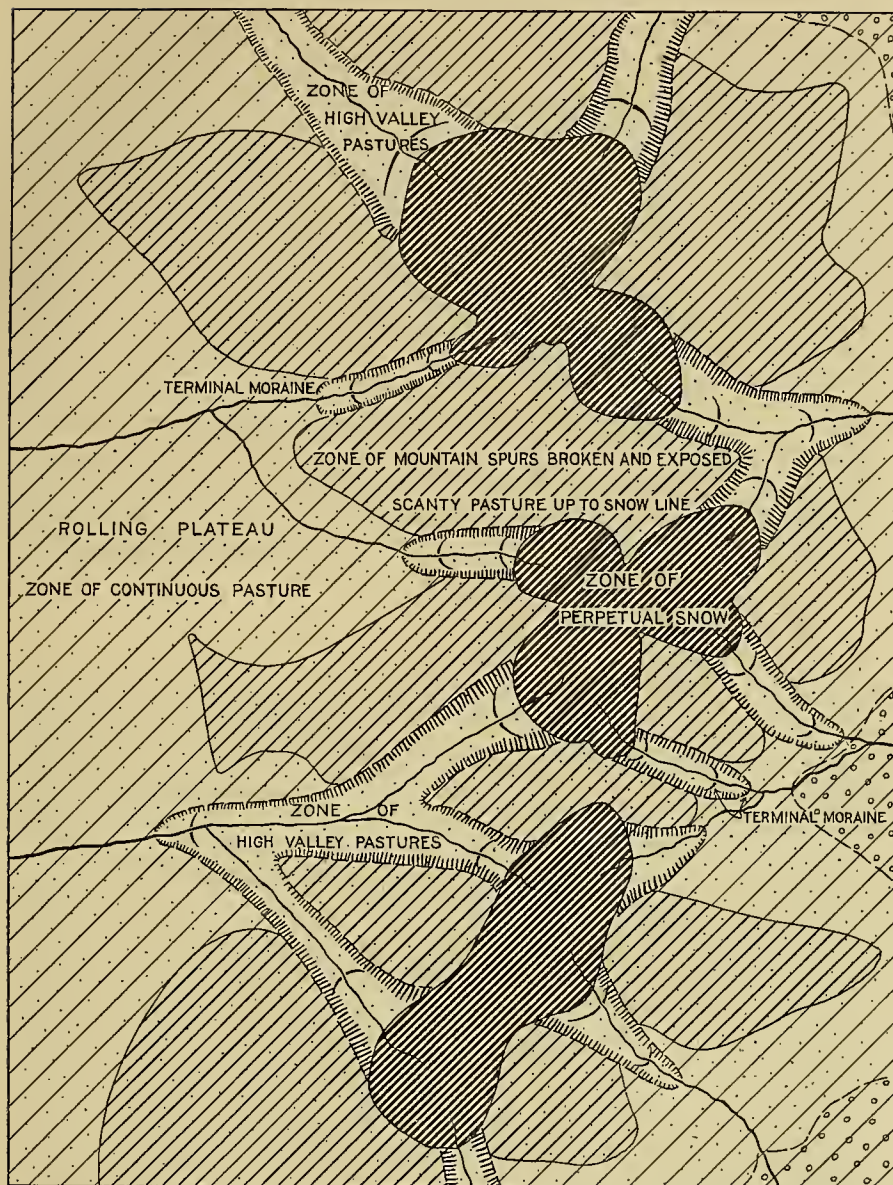 ZONE OF
HIGH VALLEY
PASTURES
TERMINAL MORAINE
ZONE OF MOUNTAIN SPURS BROKEN AND EXPOSED
SCANTY PASTURE UP TO SNOW LINE
ROLLING PLATEAU
ZONE OF CONTINUOUS PASTURE
ZONE OF
PERPETUAL SNOW
ZONE OF
HIGH VALLEY PASTURES
TERMINAL MORAINE